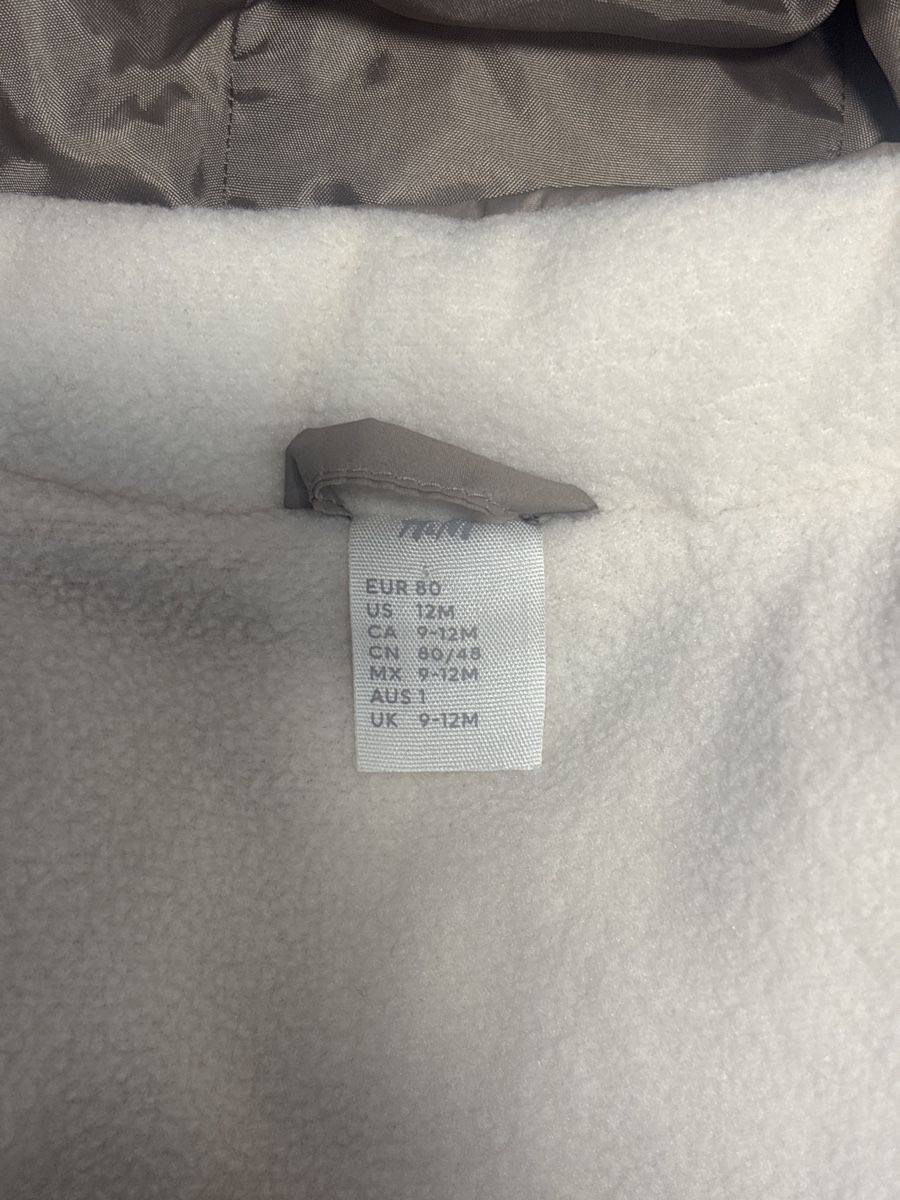 H&M
EUR 80
US 12M
CA 9-12M
CN 80/48
MX 9-12M
AUS 1
UK 9-12M